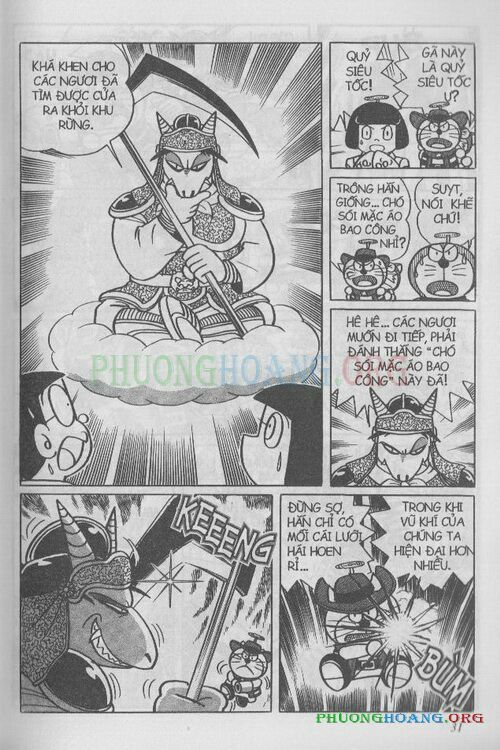 KHÁ KHEN CHO
CÁC NGƯƠI ĐÃ
TÌM ĐƯỢC CỬA
RA KHỎI KHU
RỪNG.
QUỶ
SIÊU
TỐC!
GÃ NÀY
LÀ QUỶ
SIÊU TỐC
Ư?
TRÔNG HẮN
GIỐNG... CHÓ
SÓI MẶC ÁO
BAO CÔNG
NHỈ?
SUỴT,
NÓI KHẼ
CHỨ!
HÊ HÊ... CÁC NGƯƠI
MUỐN ĐI TIẾP, PHẢI
ĐÁNH THẮNG "CHÓ
SÓI MẶC ÁO BAO
CÔNG" NÀY ĐÃ!
PHUONGHOANG.ORG
KEEENG
ĐỪNG SỢ,
HẮN CHỈ CÓ
MỖI CÁI LƯỠI
HÁI HOEN
RỈ...
TRONG KHI
VŨ KHÍ CỦA
CHÚNG TA
HIỆN ĐẠI HƠN
NHIỀU.
BÙM
31
PHUONGHOANG.ORG